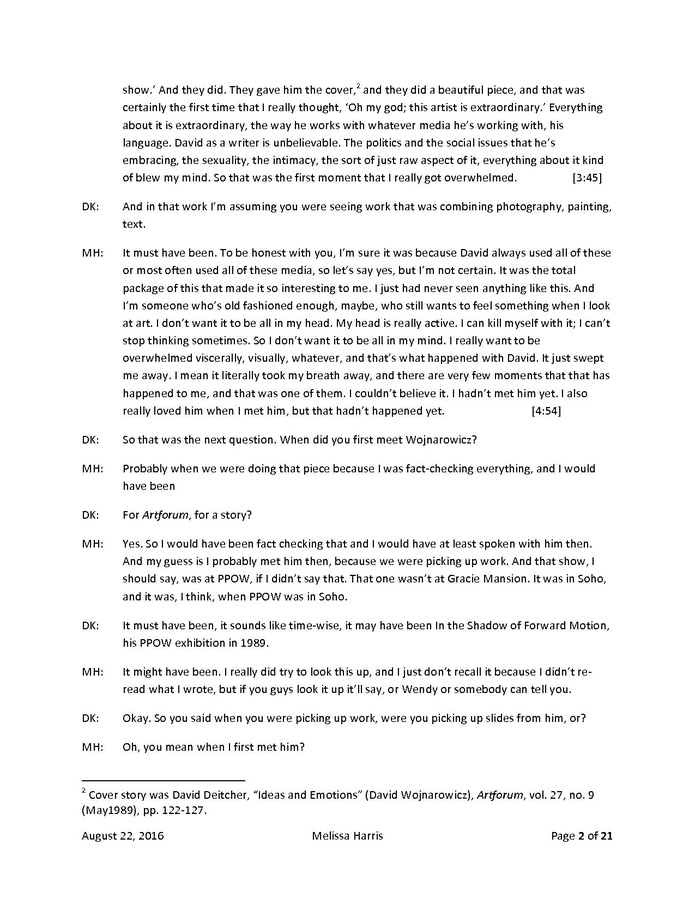 show.’ And they did. They gave him the cover,2 and they did a beautiful piece, and that was
certainly the first time that I really thought, ‘Oh my god; this artist is extraordinary.’ Everything
about it is extraordinary, the way he works with whatever media he’s working with, his
language. David as a writer is unbelievable. The politics and the social issues that he’s
embracing, the sexuality, the intimacy, the sort of just raw aspect of it, everything about it kind
of blew my mind. So that was the first moment that I really got overwhelmed. [3:45]
DK: And in that work I’m assuming you were seeing work that was combining photography, painting,
text.
MH: It must have been. To be honest with you, I’m sure it was because David always used all of these
or most often used all of these media, so let’s say yes, but I’m not certain. It was the total
package of this that made it so interesting to me. I just had never seen anything like this. And
I’m someone who’s old fashioned enough, maybe, who still wants to feel something when I look
at art. I don’t want it to be all in my head. My head is really active. I can kill myself with it; I can’t
stop thinking sometimes. So I don’t want it to be all in my mind. I really want to be
overwhelmed viscerally, visually, whatever, and that’s what happened with David. It just swept
me away. I mean it literally took my breath away, and there are very few moments that that has
happened to me, and that was one of them. I couldn’t believe it. I hadn’t met him yet. I also
really loved him when I met him, but that hadn’t happened yet. [4:54]
DK: So that was the next question. When did you first meet Wojnarowicz?
MH: Probably when we were doing that piece because I was fact-checking everything, and I would
have been
DK: For Artforum, for a story?
MH: Yes. So I would have been fact checking that and I would have at least spoken with him then.
And my guess is I probably met him then, because we were picking up work. And that show, I
should say, was at PPOW, if I didn’t say that. That one wasn’t at Gracie Mansion. It was in Soho,
and it was, I think, when PPOW was in Soho.
DK: It must have been, it sounds like time-wise, it may have been In the Shadow of Forward Motion,
his PPOW exhibition in 1989.
MH: It might have been. I really did try to look this up, and I just don’t recall it because I didn’t re-
read what I wrote, but if you guys look it up it’ll say, or Wendy or somebody can tell you.
DK: Okay. So you said when you were picking up work, were you picking up slides from him, or?
MH: Oh, you mean when I first met him?
2 Cover story was David Deitcher, “Ideas and Emotions” (David Wojnarowicz), Artforum, vol. 27, no. 9
(May1989), pp. 122-127.
August 22, 2016 Melissa Harris Page 2 of 21